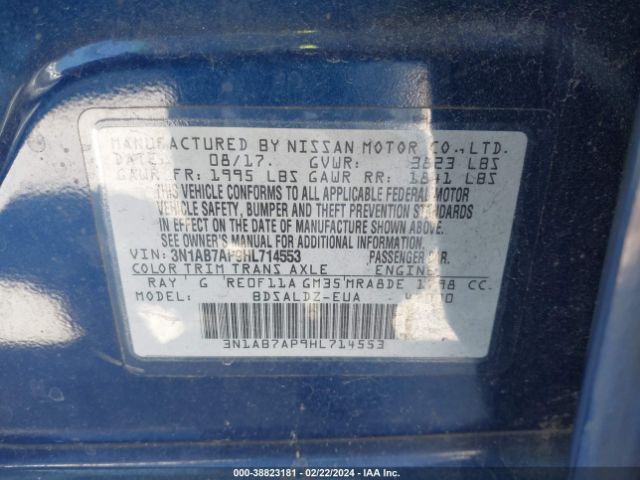 MANUFACTURED BY NISSAN MOTOR CO., LTD.
DATE: 08/17. GVWR: 3823 LBS
GAWR FR: 1995 LBS GAWR RR: 1841 LBS
THIS VEHICLE CONFORMS TO ALL APPLICABLE FEDERAL MOTOR
VEHICLE SAFETY, BUMPER AND THEFT PREVENTION STANDARDS
IN EFFECT ON THE DATE OF MANUFACTURE SHOWN ABOVE.
SEE OWNER'S MANUAL FOR ADDITIONAL INFORMATION.
VIN: 3N1AB7AP9HL714553 PASSENGER CAR.
COLOR TRIM TRANS AXLE ENGINE
RAY G RE0F11A GM35 MRA8DE 1798 CC.
MODEL: BDSALDZ-EUA
3N1AB7AP9HL714553
000-38823181 - 02/22/2024 - IAA Inc.